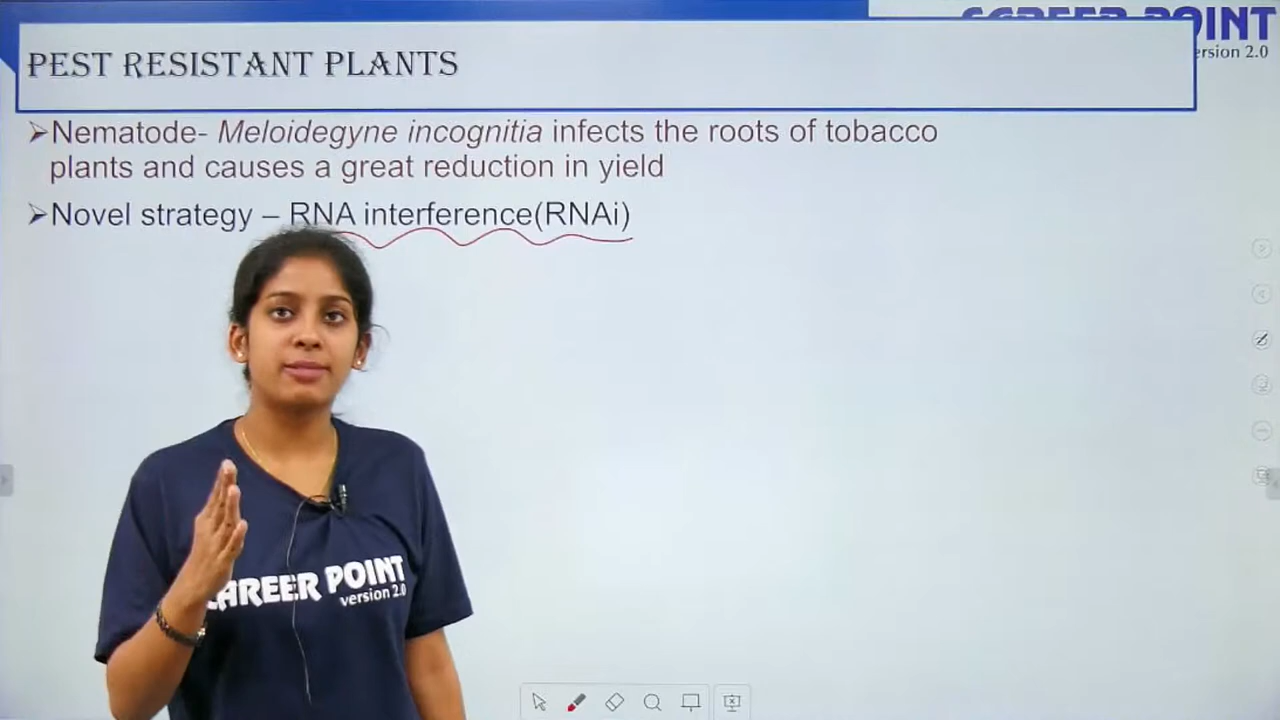 CAREER POINT
version 2.0
PEST RESISTANT PLANTS
➢Nematode- Meloidegyne incognitia infects the roots of tobacco
plants and causes a great reduction in yield
➢Novel strategy – RNA interference(RNAi)
CAREER POINT
version 2.0